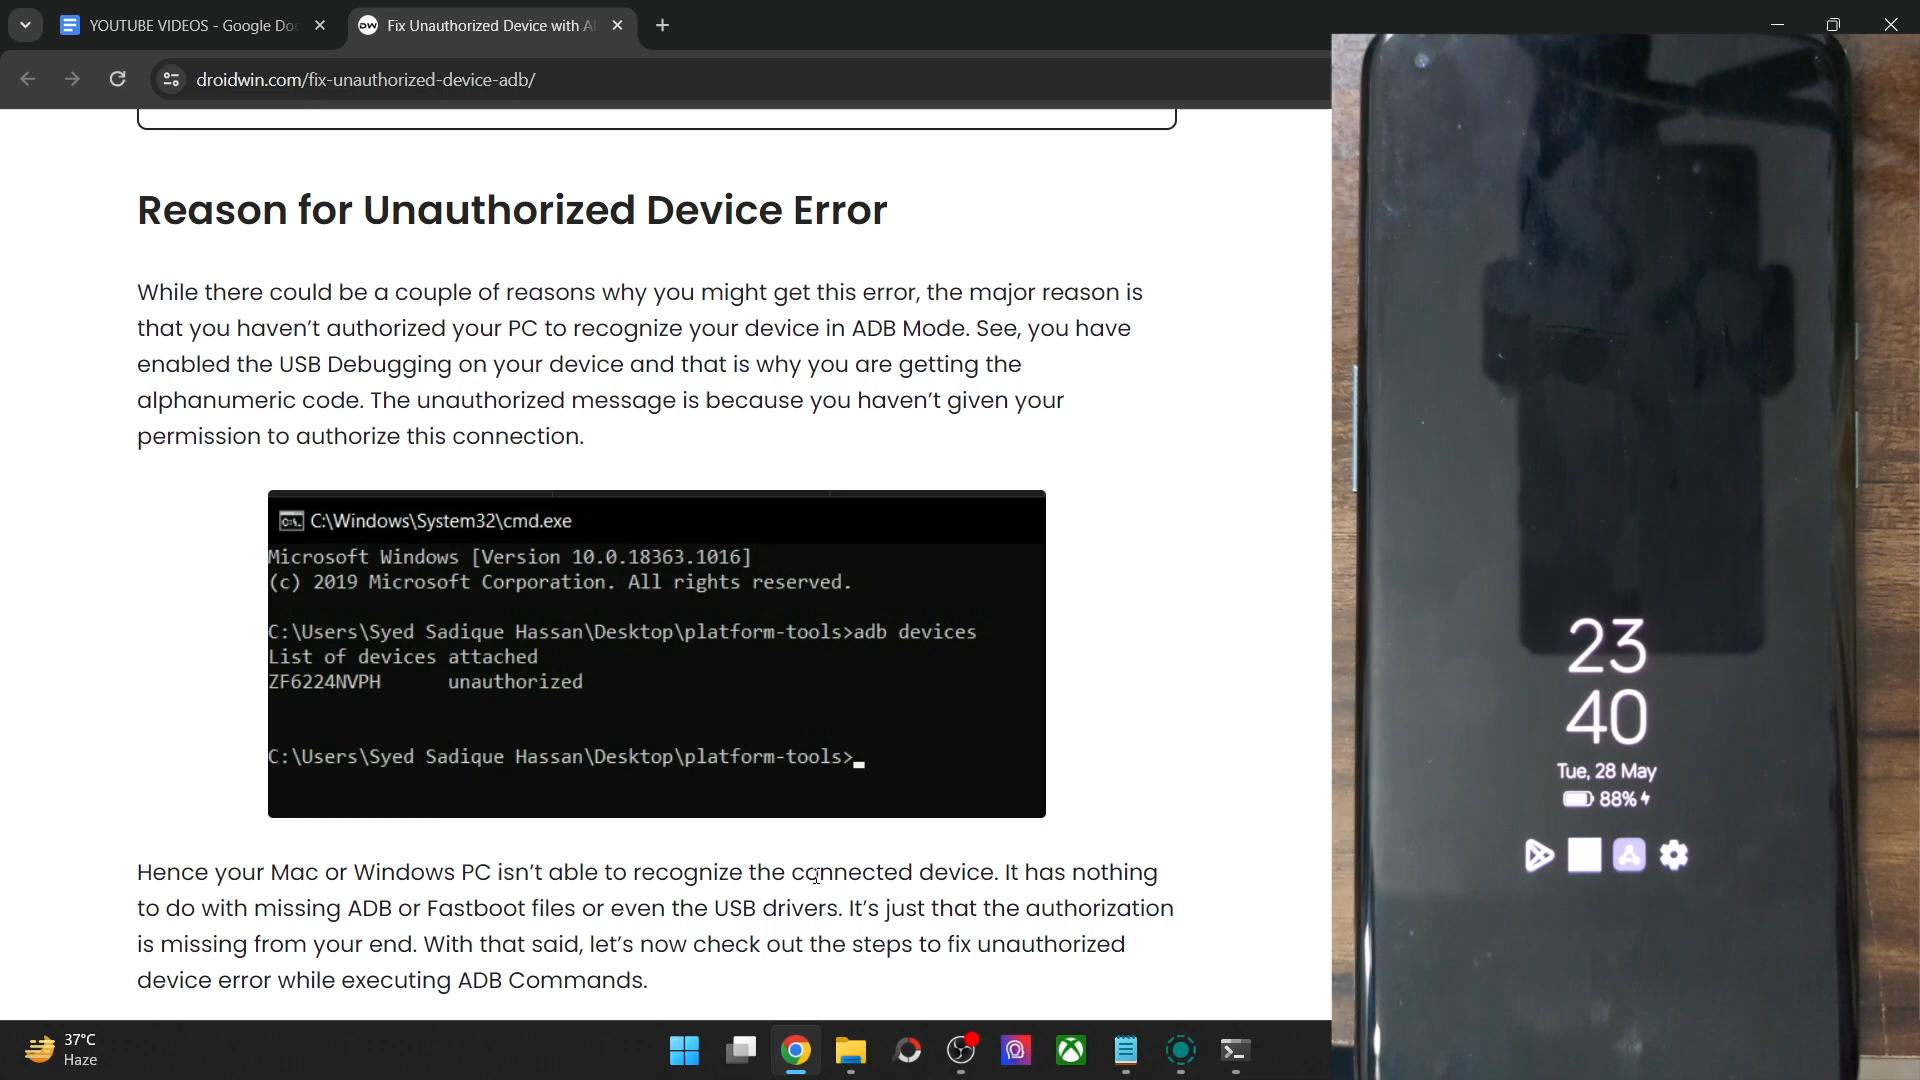 YOUTUBE VIDEOS - Google Do
Fix Unauthorized Device with A
droidwin.com/fix-unauthorized-device-adb/
Reason for Unauthorized Device Error
While there could be a couple of reasons why you might get this error, the major reason is
that you haven’t authorized your PC to recognize your device in ADB Mode. See, you have
enabled the USB Debugging on your device and that is why you are getting the
alphanumeric code. The unauthorized message is because you haven’t given your
permission to authorize this connection.
C:\Windows\System32\cmd.exe
Microsoft Windows [Version 10.0.18363.1016]
(c) 2019 Microsoft Corporation. All rights reserved.
C:\Users\Syed Sadique Hassan\Desktop\platform-tools>adb devices
List of devices attached
ZF6224NVPH unauthorized
C:\Users\Syed Sadique Hassan\Desktop\platform-tools>
Hence your Mac or Windows PC isn’t able to recognize the connected device. It has nothing
to do with missing ADB or Fastboot files or even the USB drivers. It’s just that the authorization
is missing from your end. With that said, let’s now check out the steps to fix unauthorized
device error while executing ADB Commands.
37°C
Haze
23
40
Tue, 28 May
88%